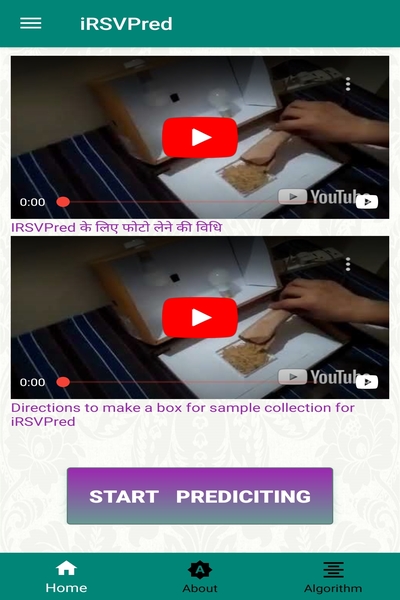 iRSVPred
0:00
YouTube
IRSVPred के लिए फोटो लेने की विधि
0:00
YouTube
Directions to make a box for sample collection for
iRSVPred
START PREDICITING
A
Home
About
Algorithm